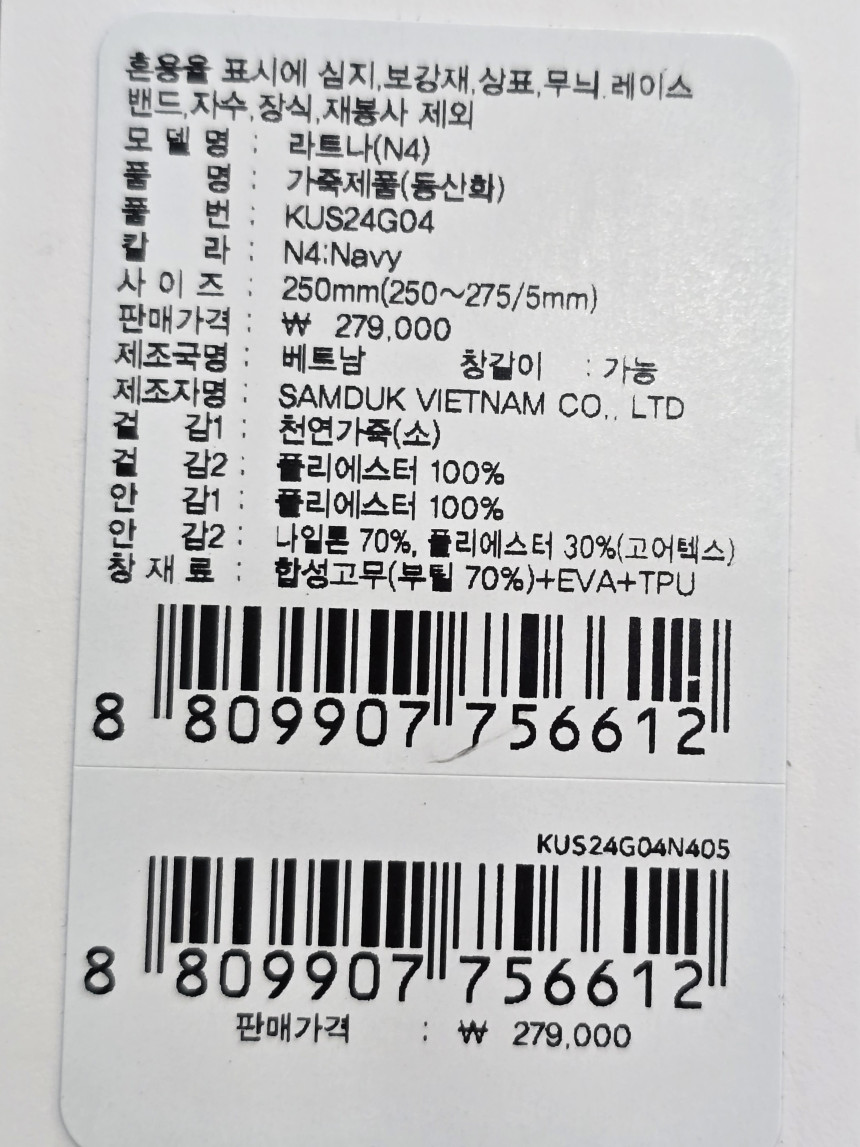 혼용율 표시에 심지,보강재,상표,무늬,레이스
밴드,자수,장식,재봉사 제외
모 델 명 : 라트나(N4)
품 명 : 가죽제품(등산화)
품 번 : KUS24G04
칼 라 : N4:Navy
사 이 즈 : 250mm(250~275/5mm)
판매가격 : ₩ 279,000
제조국명 : 베트남 창갈이 : 가능
제조자명 : SAMDUK VIETNAM CO., LTD
겉 감1 : 천연가죽(소)
겉 감2 : 폴리에스터 100%
안 감1 : 폴리에스터 100%
안 감2 : 나일론 70%, 폴리에스터 30%(고어텍스)
창 재 료 : 합성고무(부틸 70%)+EVA+TPU
8 809907 756612
KUS24G04N405
8 809907 756612
판매가격 : ₩ 279,000